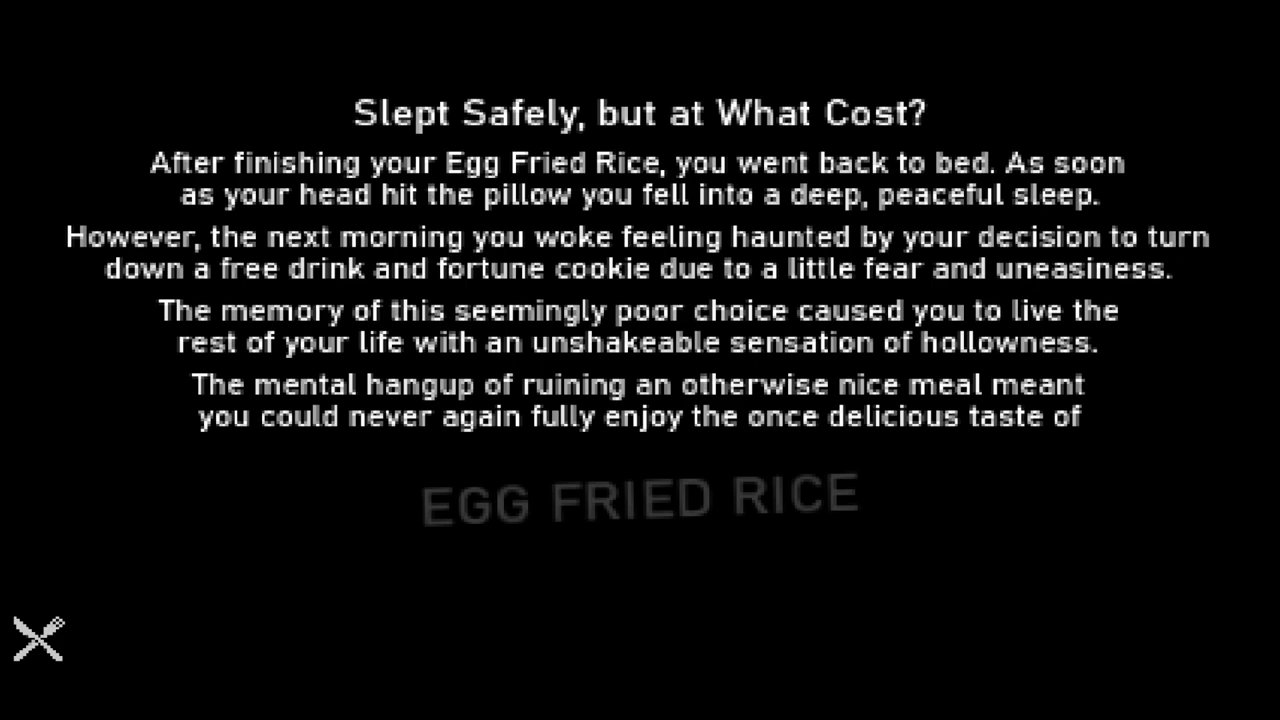 Slept Safely, but at What Cost?
After finishing your Egg Fried Rice, you went back to bed. As soon
as your head hit the pillow you fell into a deep, peaceful sleep.
However, the next morning you woke feeling haunted by your decision to turn
down a free drink and fortune cookie due to a little fear and uneasiness.
The memory of this seemingly poor choice caused you to live the
rest of your life with an unshakeable sensation of hollowness.
The mental hangup of ruining an otherwise nice meal meant
you could never again fully enjoy the once delicious taste of
EGG FRIED RICE